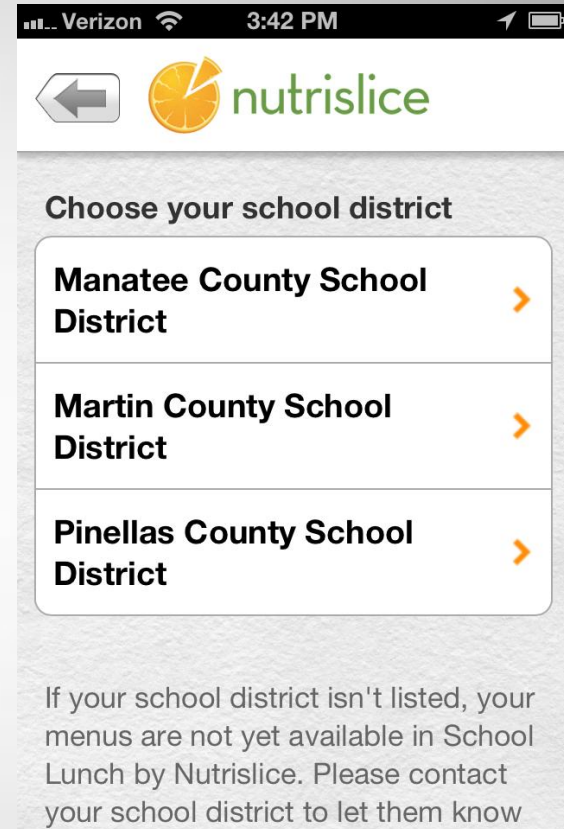 Verizon 3:42 PM
nutrislice
Choose your school district
Manatee County School
District
Martin County School
District
Pinellas County School
District
If your school district isn't listed, your
menus are not yet available in School
Lunch by Nutrislice. Please contact
your school district to let them know